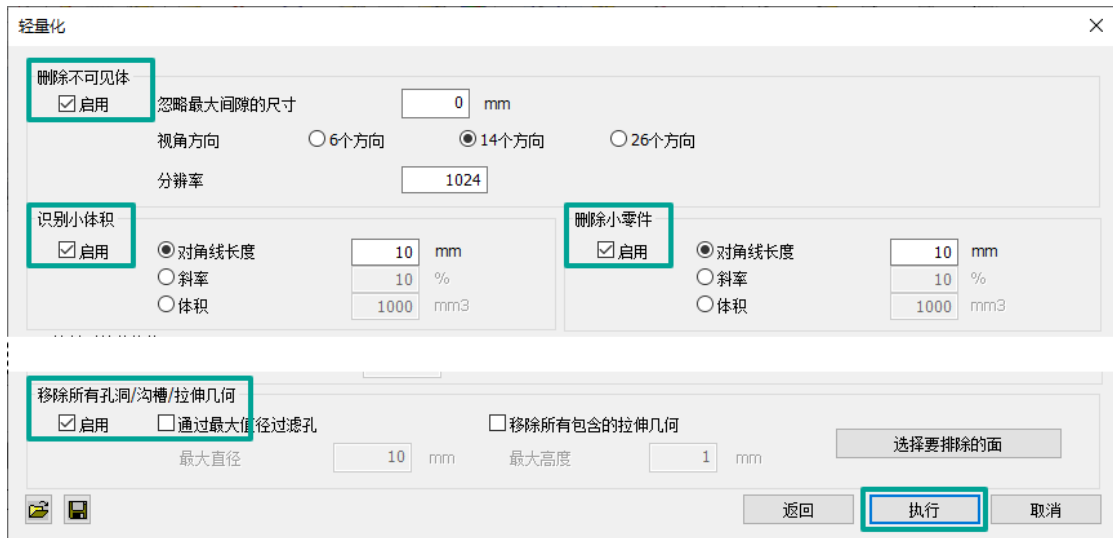 轻量化
删除不可见体
启用 忽略最大间隙的尺寸 0 mm
视角方向 6个方向 14个方向 26个方向
分辨率 1024
识别小体积 删除小零件
启用 对角线长度 10 mm 启用 对角线长度 10 mm
斜率 10 % 斜率 10 %
体积 1000 mm3 体积 1000 mm3
移除所有孔洞/沟槽/拉伸几何
启用 通过最大值径过滤孔 移除所有包含的拉伸几何
最大直径 10 mm 最大高度 1 mm 选择要排除的面
返回 执行 取消